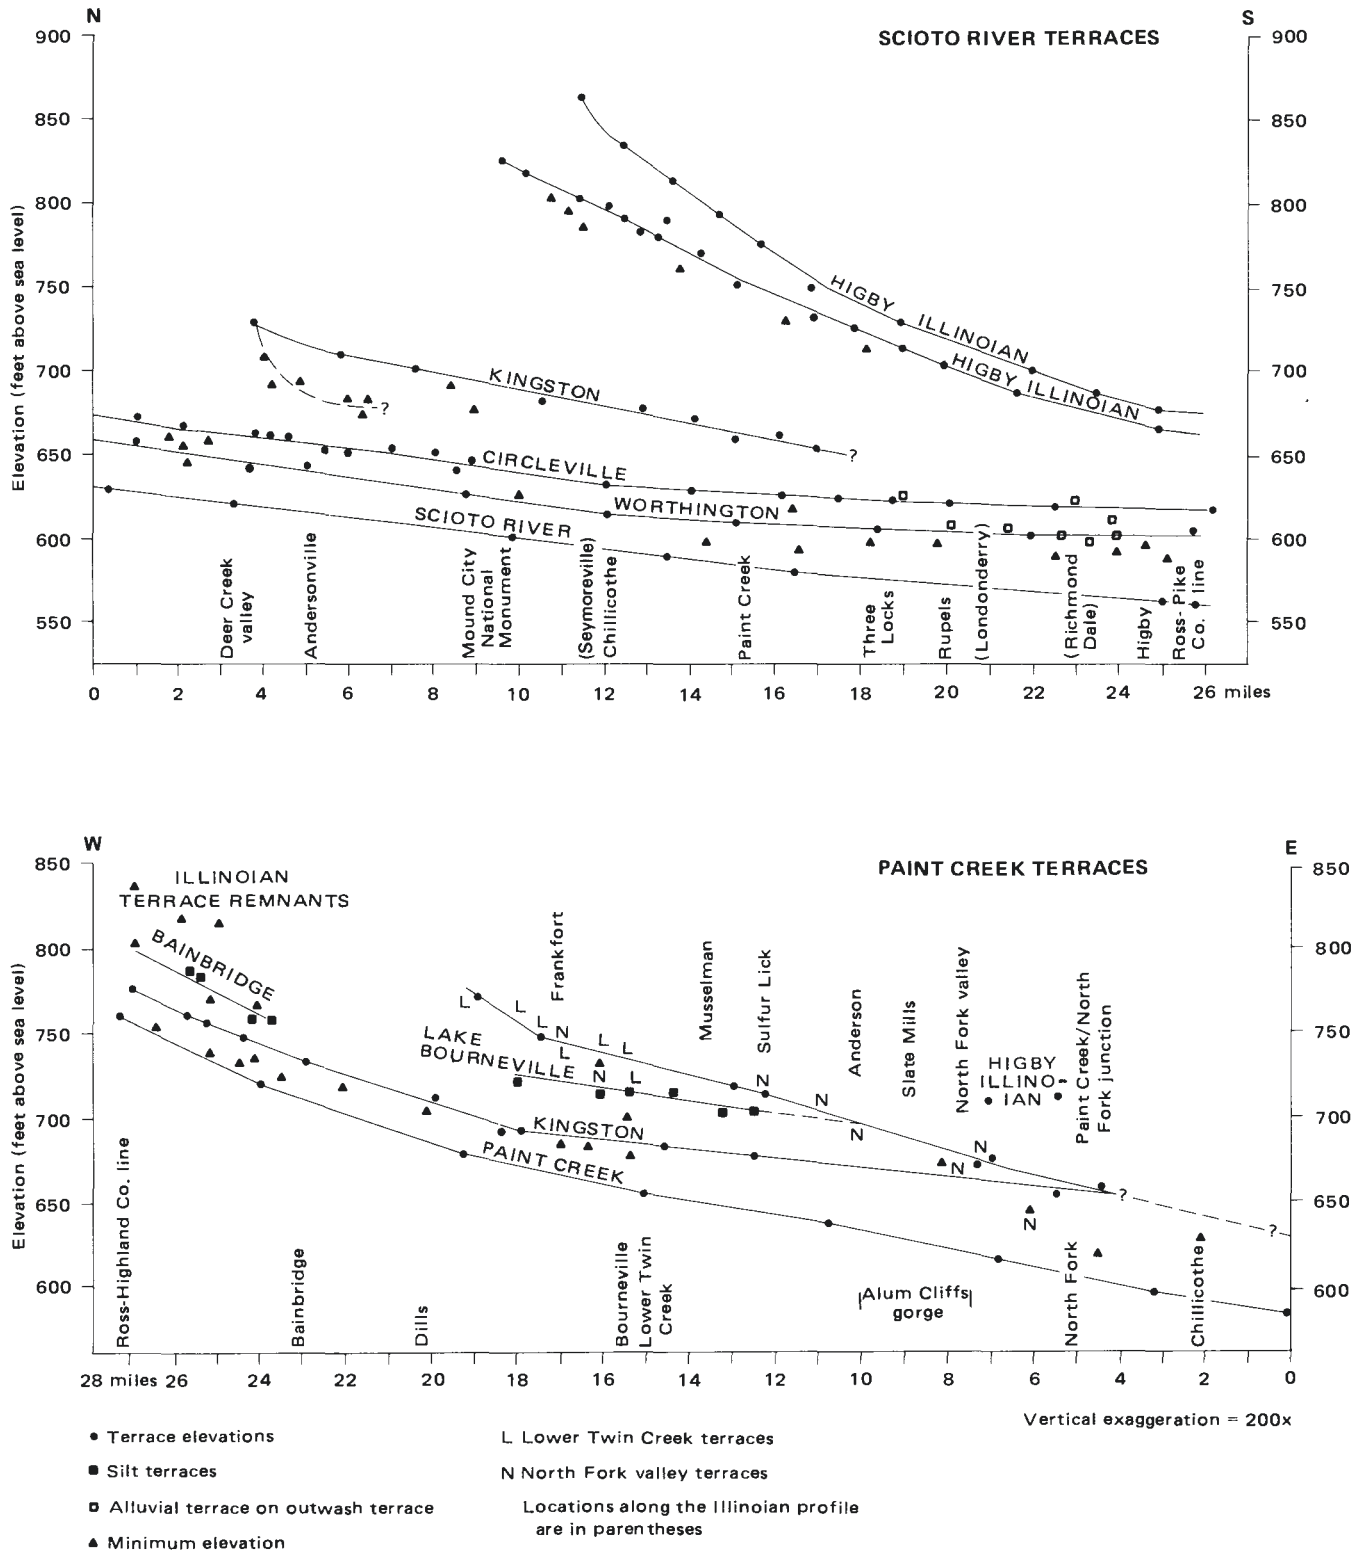 N
S
SCIOTO RIVER TERRACES
900
850
800
750
700
650
600
550
Elevation (feet above sea level)
900
850
800
750
700
650
600
550
HIGBY ILLINOIAN
HIGBY ILLINOIAN
KINGSTON
?
?
CIRCLEVILLE
WORTHINGTON
SCIOTO RIVER
Deer Creek
valley
Andersonville
Mound City
National
Monument
(Seymoreville)
Chillicothe
Paint Creek
Three
Locks
Rupels
(Londonderry)
(Richmond
Dale)
Higby
Ross-Pike
Co. line
0 2 4 6 8 10 12 14 16 18 20 22 24 26 miles
W
E
PAINT CREEK TERRACES
850
800
750
700
650
600
Elevation (feet above sea level)
850
800
750
700
650
600
ILLINOIAN
TERRACE REMNANTS
BAINBRIDGE
LAKE
BOURNEVILLE
KINGSTON
PAINT CREEK
L
L
L
N
L
L
L
N
L
N
N
N
N
N
N
?
?
Frankfort
Musselman
Sulfur Lick
Anderson
Slate Mills
North Fork valley
HIGBY
ILLINO-
IAN
Paint Creek/North
Fork junction
Ross-Highland Co. line
Bainbridge
Dills
Bourneville
Lower Twin
Creek
Alum Cliffs
gorge
North Fork
Chillicothe
28 miles 26 24 22 20 18 16 14 12 10 8 6 4 2 0
Vertical exaggeration = 200x
Terrace elevations
Silt terraces
Alluvial terrace on outwash terrace
Minimum elevation
L Lower Twin Creek terraces
N North Fork valley terraces
Locations along the Illinoian profile
are in parentheses